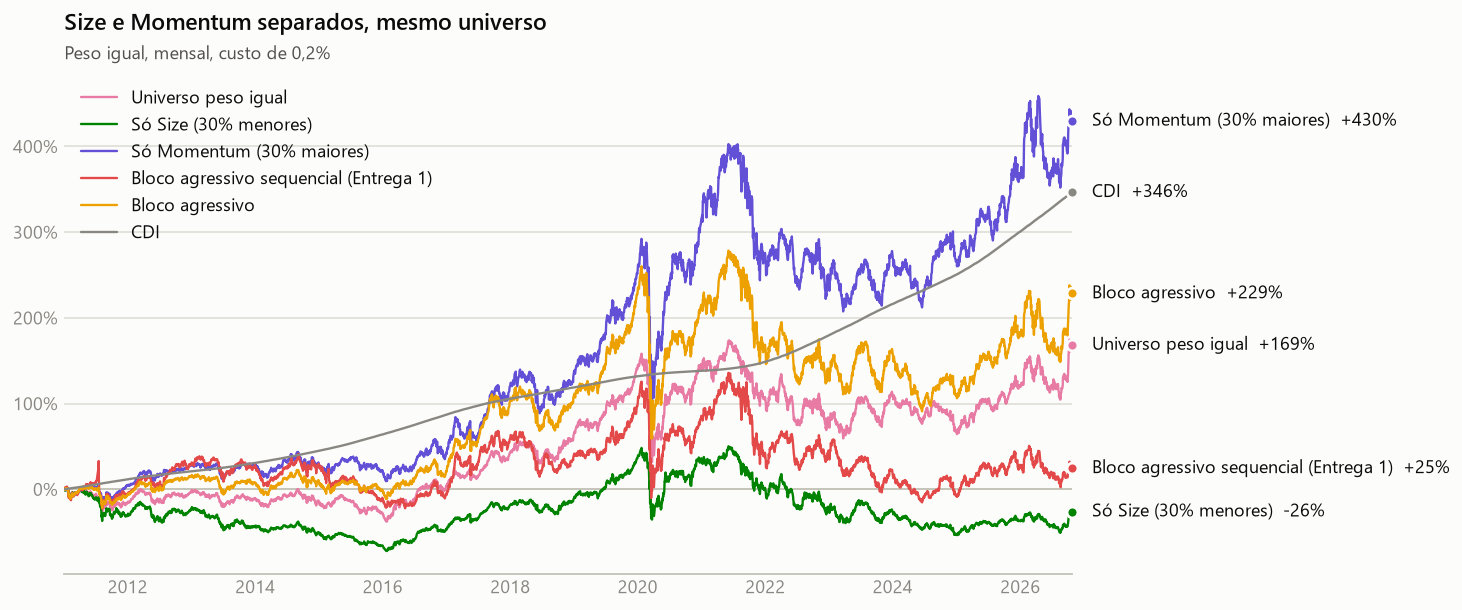 Size e Momentum separados, mesmo universo
Peso igual, mensal, custo de 0,2%
Universo peso igual
Só Size (30% menores)
Só Momentum (30% maiores)
Bloco agressivo sequencial (Entrega 1)
Bloco agressivo
CDI
400%
300%
200%
100%
0%
Só Momentum (30% maiores) +430%
CDI +346%
Bloco agressivo +229%
Universo peso igual +169%
Bloco agressivo sequencial (Entrega 1) +25%
Só Size (30% menores) -26%
2012 2014 2016 2018 2020 2022 2024 2026